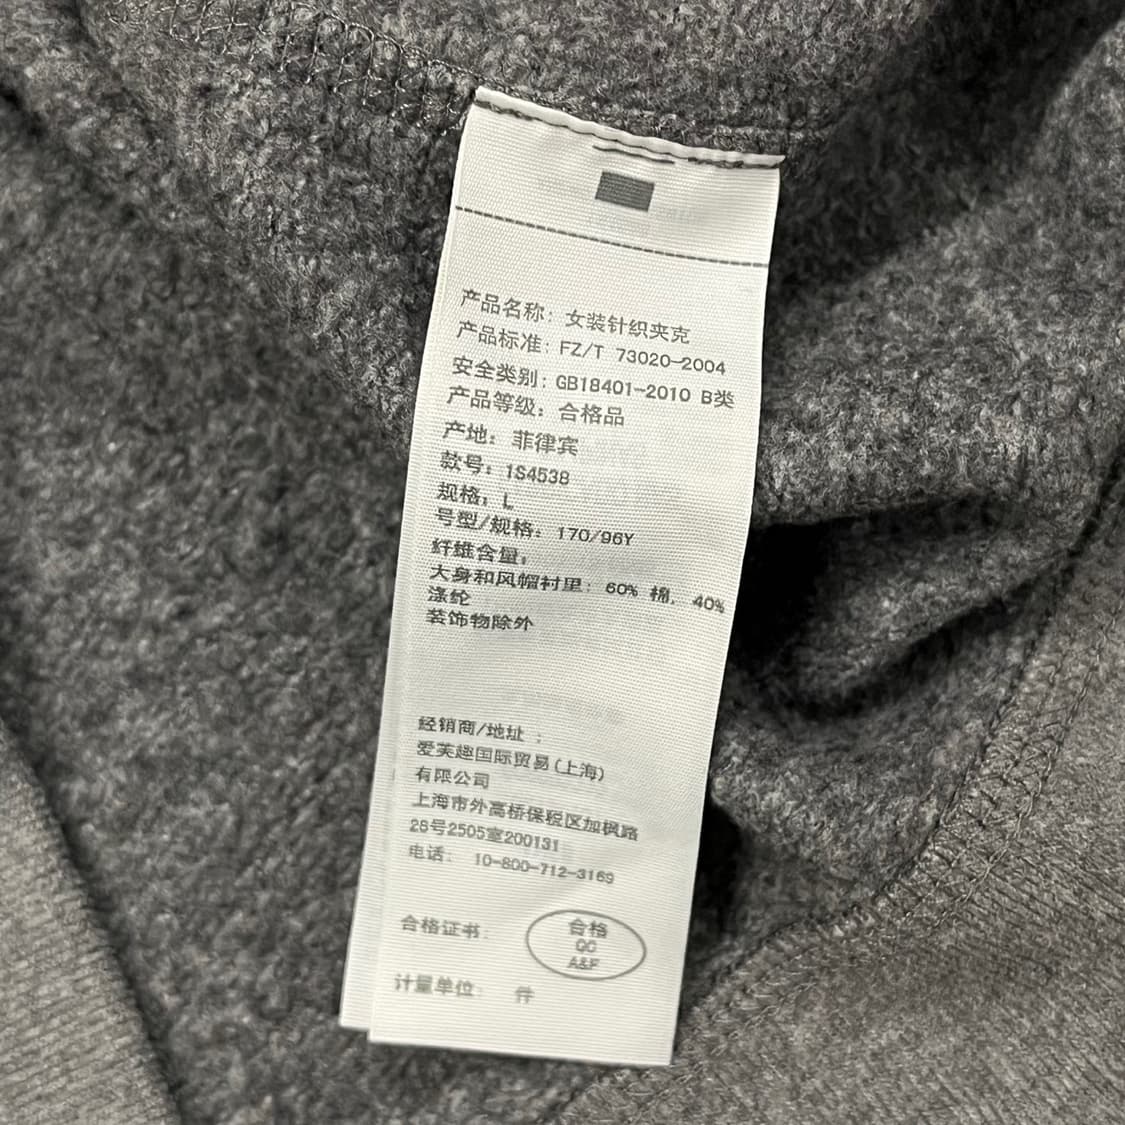 产品名称：女装针织夹克
产品标准：FZ/T 73020-2004
安全类别：GB18401-2010 B类
产品等级：合格品
产地：菲律宾
款号：1S4538
规格：L
号型/规格：170/96Y
纤维含量：
大身和风帽衬里：60% 棉，40%
涤纶
装饰物除外
经销商/地址：
爱芙趣国际贸易(上海)
有限公司
上海市外高桥保税区加枫路
28号2505室200131
电话： 10-800-712-3169
合格证书：
合格
QC
A&F
计量单位： 件